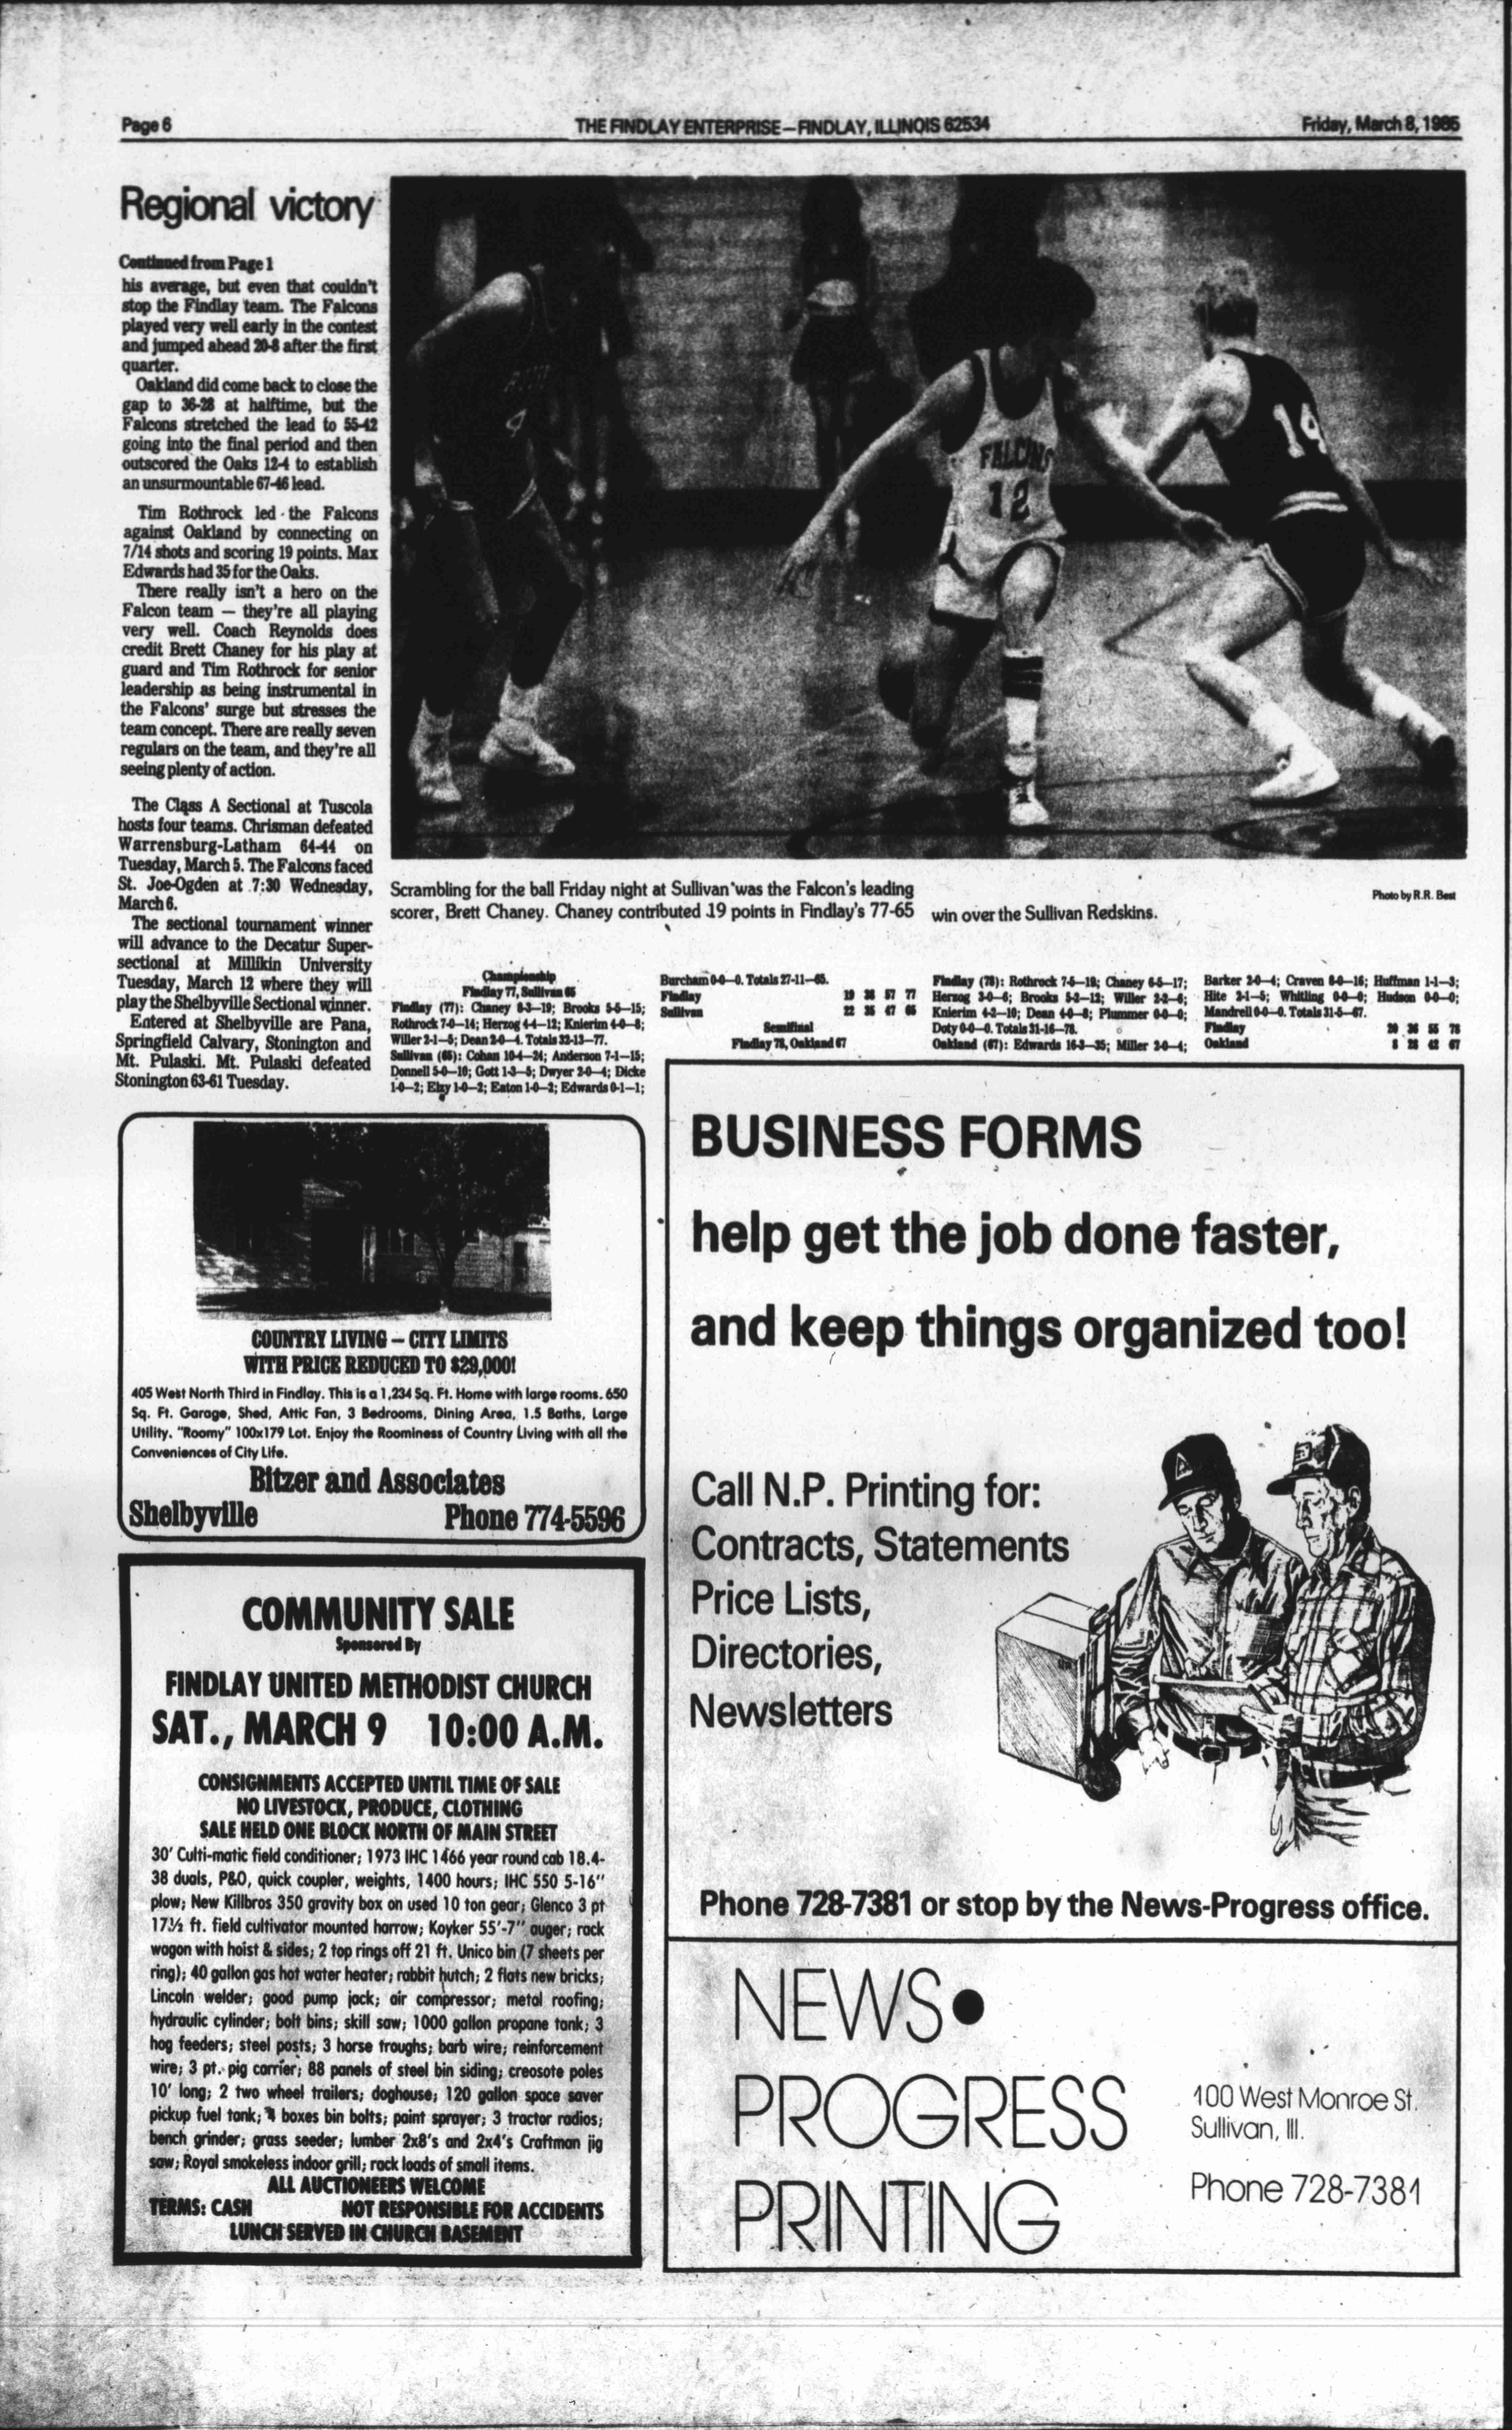 Page 6
THE FINDLAY ENTERPRISE—FINDLAY, ILLINOIS 62534
Friday, March 8, 1985
Regional victory
Continued from Page 1
his average, but even that couldn't
stop the Findlay team. The Falcons
played very well early in the contest
and jumped ahead 20-8 after the first
quarter.
Oakland did come back to close the
gap to 36-28 at halftime, but the
Falcons stretched the lead to 55-42
going into the final period and then
outscored the Oaks 12-4 to establish
an unsurmountable 67-46 lead.
Tim Rothrock led the Falcons
against Oakland by connecting on
7/14 shots and scoring 19 points. Max
Edwards had 35 for the Oaks.
There really isn't a hero on the
Falcon team — they're all playing
very well. Coach Reynolds does
credit Brett Chaney for his play at
guard and Tim Rothrock for senior
leadership as being instrumental in
the Falcons' surge but stresses the
team concept. There are really seven
regulars on the team, and they're all
seeing plenty of action.
The Class A Sectional at Tuscola
hosts four teams. Chrisman defeated
Warrensburg-Latham 64-44 on
Tuesday, March 5. The Falcons faced
St. Joe-Ogden at 7:30 Wednesday,
March 6.
The sectional tournament winner
will advance to the Decatur Super-
sectional at Millikin University
Tuesday, March 12 where they will
play the Shelbyville Sectional winner.
Entered at Shelbyville are Pana,
Springfield Calvary, Stonington and
Mt. Pulaski. Mt. Pulaski defeated
Stonington 63-61 Tuesday.
FALCONS
12
14
4
Scrambling for the ball Friday night at Sullivan was the Falcon's leading
scorer, Brett Chaney. Chaney contributed 19 points in Findlay's 77-65
win over the Sullivan Redskins.
Photo by R.R. Best
Championship
Findlay 77, Sullivan 65
Findlay (77): Chaney 8-3—19; Brooks 5-5—15;
Rothrock 7-0—14; Herzog 4-4—12; Knierim 4-0—8;
Willer 2-1—5; Dean 2-0—4. Totals 32-13—77.
Sullivan (65): Cohan 10-4—24; Anderson 7-1—15;
Donnell 5-0—10; Gott 1-3—5; Dwyer 2-0—4; Dicke
1-0—2; Elzy 1-0—2; Eaton 1-0—2; Edwards 0-1—1;
Burcham 0-0—0. Totals 27-11—65.
Findlay 19 36 57 77
Sullivan 22 35 47 65
Semifinal
Findlay 78, Oakland 67
Findlay (78): Rothrock 7-5—19; Chaney 6-5—17;
Herzog 3-0—6; Brooks 5-2—12; Willer 2-2—6;
Knierim 4-2—10; Dean 4-0—8; Plummer 0-0—0;
Doty 0-0—0. Totals 31-16—78.
Oakland (67): Edwards 16-3—35; Miller 2-0—4;
Barker 2-0—4; Craven 8-0—16; Huffman 1-1—3;
Hite 2-1—5; Whitling 0-0—0; Hudson 0-0—0;
Mandrell 0-0—0. Totals 31-5—67.
Findlay 20 36 55 78
Oakland 8 28 42 67
COUNTRY LIVING — CITY LIMITS
WITH PRICE REDUCED TO $29,000!
405 West North Third in Findlay. This is a 1,234 Sq. Ft. Home with large rooms. 650
Sq. Ft. Garage, Shed, Attic Fan, 3 Bedrooms, Dining Area, 1.5 Baths, Large
Utility. "Roomy" 100x179 Lot. Enjoy the Roominess of Country Living with all the
Conveniences of City Life.
Bitzer and Associates
Shelbyville Phone 774-5596
COMMUNITY SALE
Sponsored By
FINDLAY UNITED METHODIST CHURCH
SAT., MARCH 9 10:00 A.M.
CONSIGNMENTS ACCEPTED UNTIL TIME OF SALE
NO LIVESTOCK, PRODUCE, CLOTHING
SALE HELD ONE BLOCK NORTH OF MAIN STREET
30' Culti-matic field conditioner; 1973 IHC 1466 year round cab 18.4-
38 duals, P&O, quick coupler, weights, 1400 hours; IHC 550 5-16"
plow; New Killbros 350 gravity box on used 10 ton gear; Glenco 3 pt
17½ ft. field cultivator mounted harrow; Koyker 55'-7" auger; rack
wagon with hoist & sides; 2 top rings off 21 ft. Unico bin (7 sheets per
ring); 40 gallon gas hot water heater; rabbit hutch; 2 flats new bricks;
Lincoln welder; good pump jack; air compressor; metal roofing;
hydraulic cylinder; bolt bins; skill saw; 1000 gallon propane tank; 3
hog feeders; steel posts; 3 horse troughs; barb wire; reinforcement
wire; 3 pt. pig carrier; 88 panels of steel bin siding; creosote poles
10' long; 2 two wheel trailers; doghouse; 120 gallon space saver
pickup fuel tank; 4 boxes bin bolts; paint sprayer; 3 tractor radios;
bench grinder; grass seeder; lumber 2x8's and 2x4's Craftman jig
saw; Royal smokeless indoor grill; rack loads of small items.
ALL AUCTIONEERS WELCOME
TERMS: CASH NOT RESPONSIBLE FOR ACCIDENTS
LUNCH SERVED IN CHURCH BASEMENT
BUSINESS FORMS
help get the job done faster,
and keep things organized too!
Call N.P. Printing for:
Contracts, Statements
Price Lists,
Directories,
Newsletters
Phone 728-7381 or stop by the News-Progress office.
NEWS•
PROGRESS
PRINTING
100 West Monroe St.
Sullivan, Ill.
Phone 728-7381